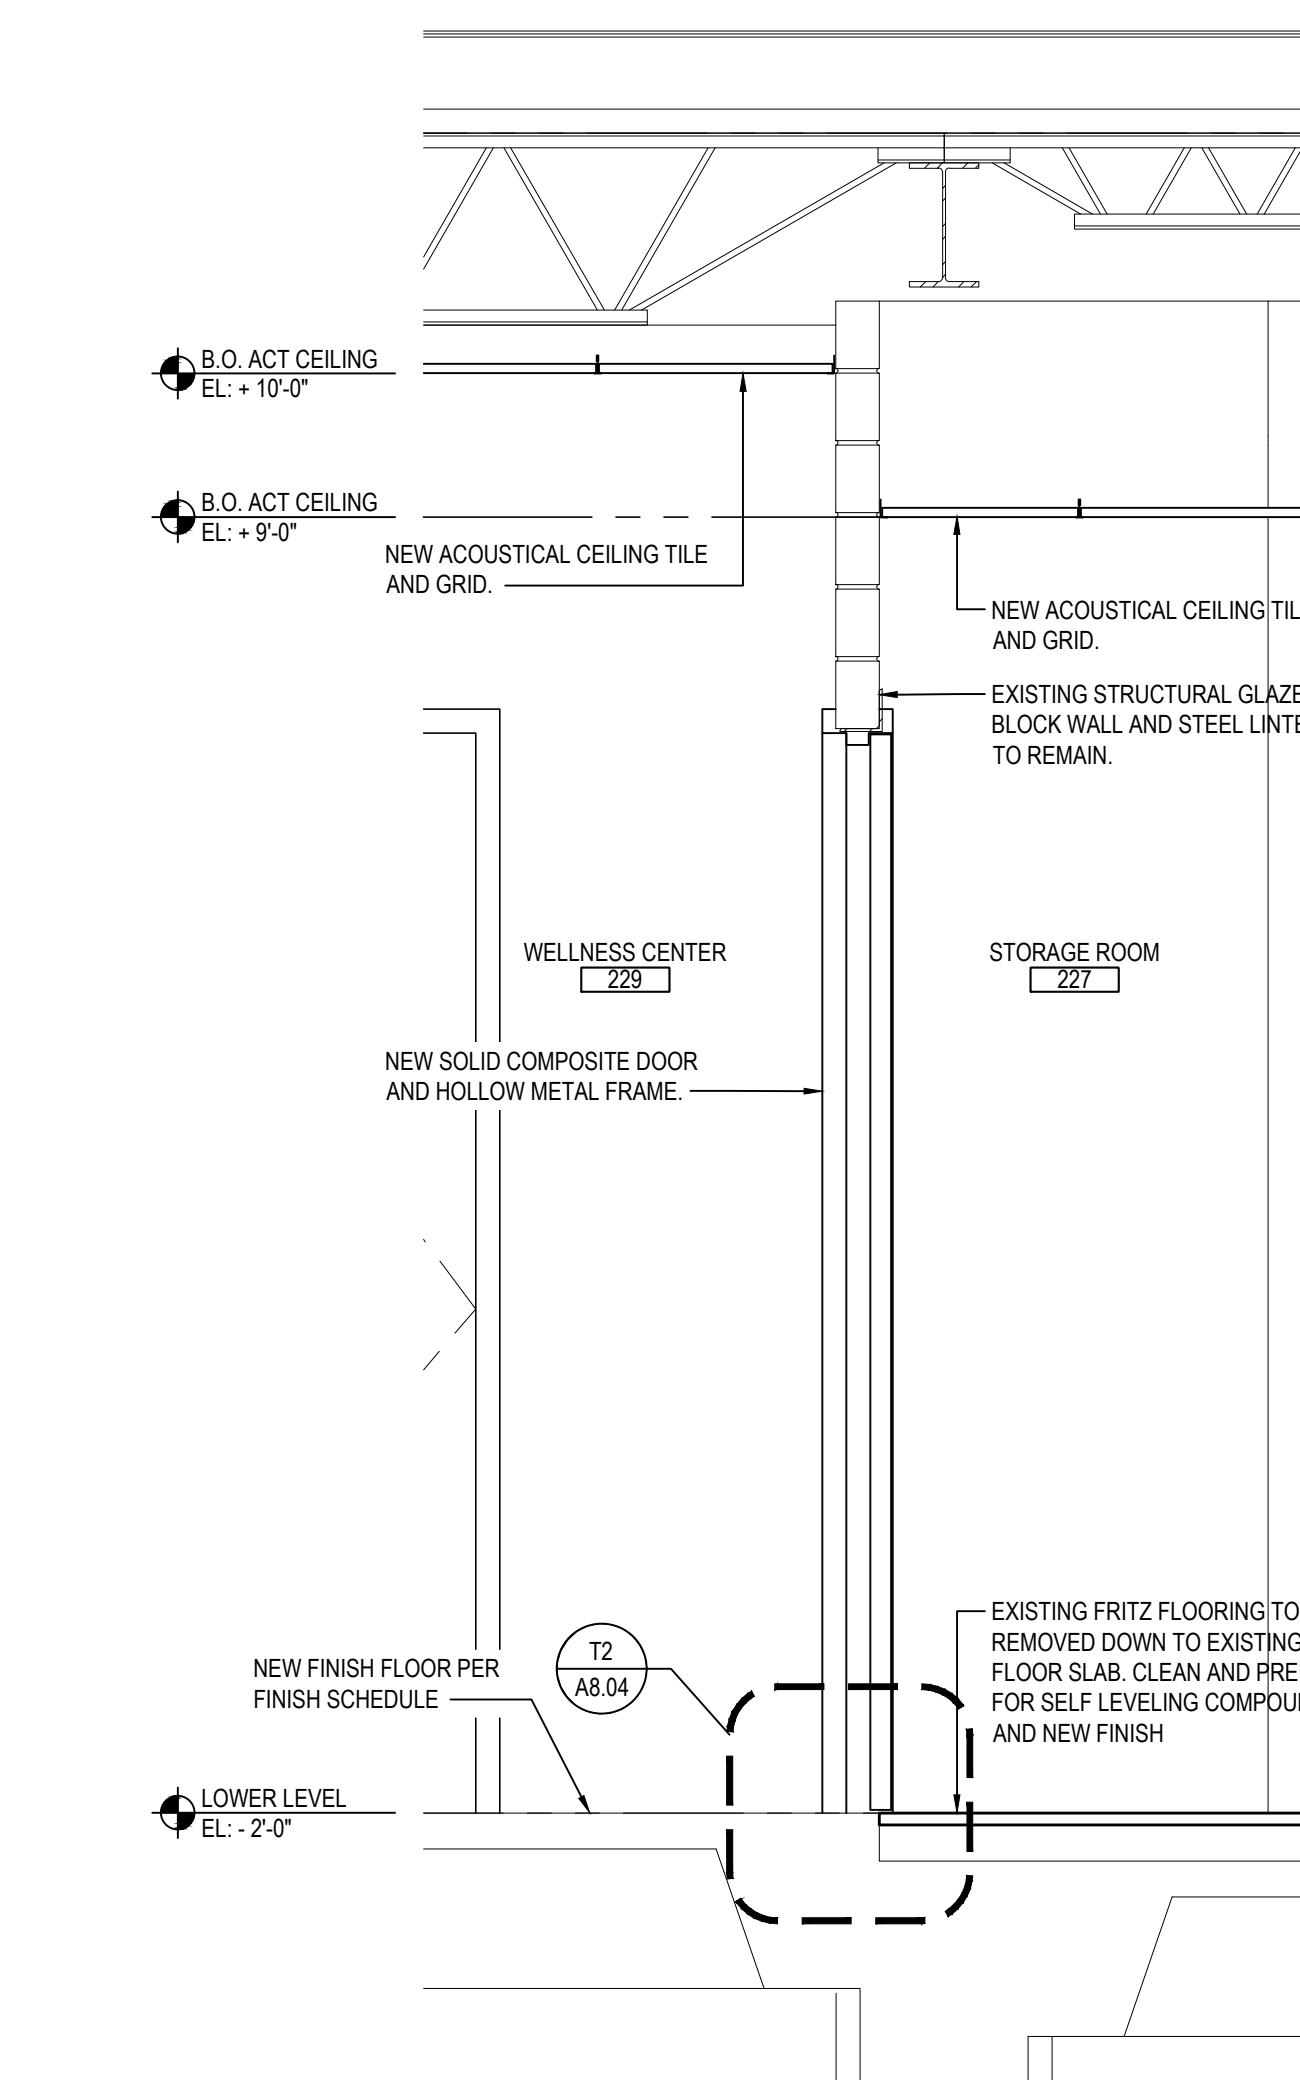 B.O. ACT CEILING
EL: + 10'-0"
B.O. ACT CEILING
EL: + 9'-0"
NEW ACOUSTICAL CEILING TILE
AND GRID.
NEW ACOUSTICAL CEILING TIL
AND GRID.
EXISTING STRUCTURAL GLAZE
BLOCK WALL AND STEEL LINTE
TO REMAIN.
WELLNESS CENTER
229
STORAGE ROOM
227
NEW SOLID COMPOSITE DOOR
AND HOLLOW METAL FRAME.
EXISTING FRITZ FLOORING TO
REMOVED DOWN TO EXISTING
FLOOR SLAB. CLEAN AND PRE
FOR SELF LEVELING COMPOU
AND NEW FINISH
T2
A8.04
NEW FINISH FLOOR PER
FINISH SCHEDULE
LOWER LEVEL
EL: - 2'-0"